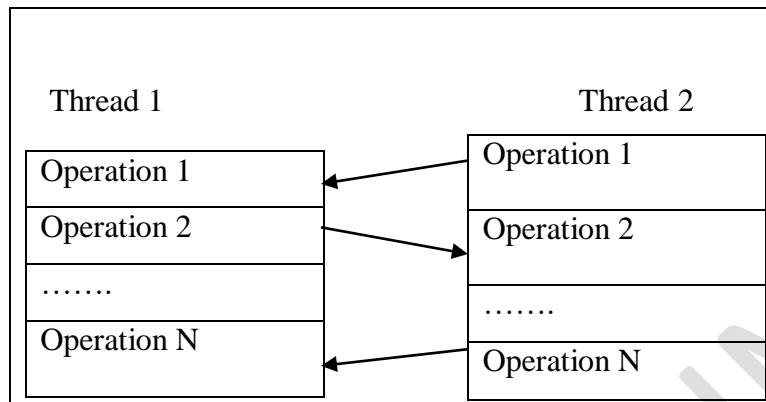 Thread 1
Thread 2
Operation 1
Operation 2
…….
Operation N
Operation 1
Operation 2
…….
Operation N